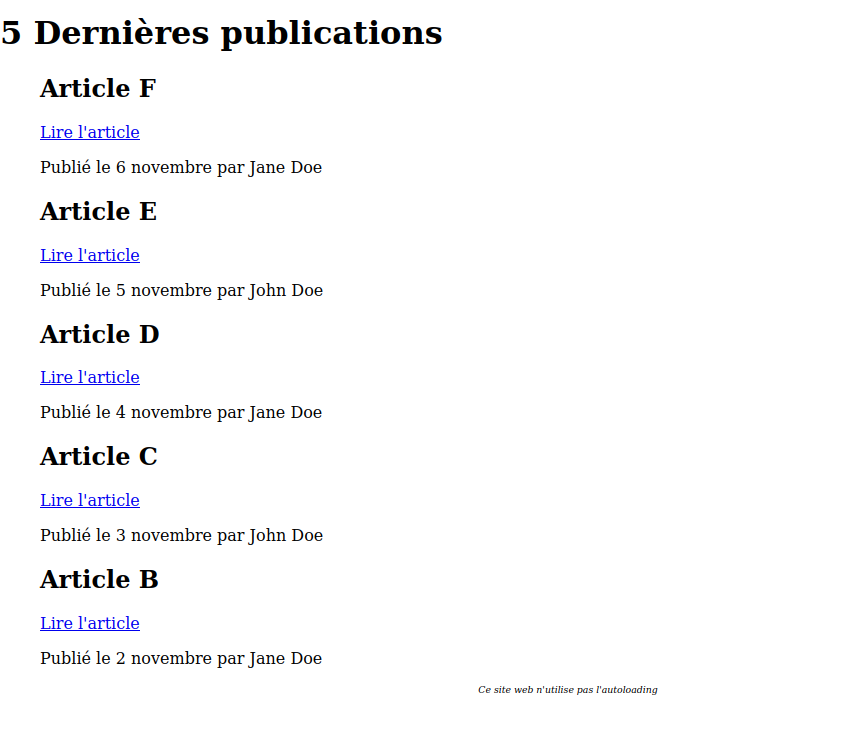 5 Dernières publications
Article F
Lire l'article
Publié le 6 novembre par Jane Doe
Article E
Lire l'article
Publié le 5 novembre par John Doe
Article D
Lire l'article
Publié le 4 novembre par Jane Doe
Article C
Lire l'article
Publié le 3 novembre par John Doe
Article B
Lire l'article
Publié le 2 novembre par Jane Doe
Ce site web n'utilise pas l'autoloading